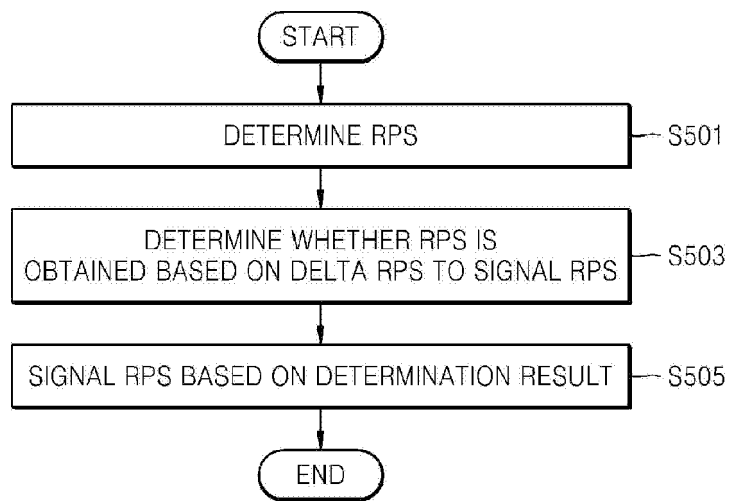 START
DETERMINE RPS
S501
DETERMINE WHETHER RPS IS
OBTAINED BASED ON DELTA RPS TO SIGNAL RPS
S503
SIGNAL RPS BASED ON DETERMINATION RESULT
S505
END